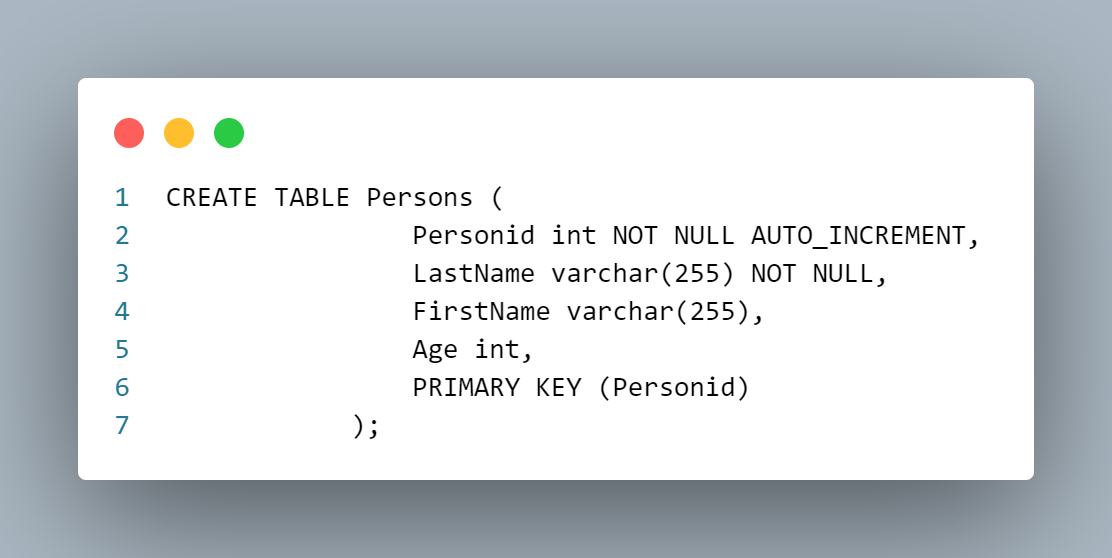 1 CREATE TABLE Persons (
2 Personid int NOT NULL AUTO_INCREMENT,
3 LastName varchar(255) NOT NULL,
4 FirstName varchar(255),
5 Age int,
6 PRIMARY KEY (Personid)
7 );